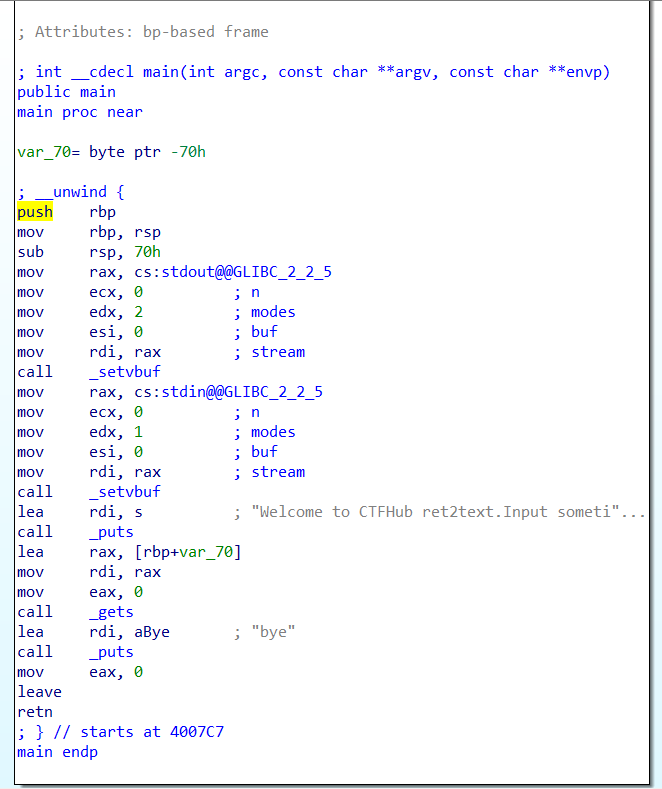 ; Attributes: bp-based frame
; int __cdecl main(int argc, const char **argv, const char **envp)
public main
main proc near
var_70= byte ptr -70h
; __unwind {
push rbp
mov rbp, rsp
sub rsp, 70h
mov rax, cs:stdout@@GLIBC_2_2_5
mov ecx, 0 ; n
mov edx, 2 ; modes
mov esi, 0 ; buf
mov rdi, rax ; stream
call _setvbuf
mov rax, cs:stdin@@GLIBC_2_2_5
mov ecx, 0 ; n
mov edx, 1 ; modes
mov esi, 0 ; buf
mov rdi, rax ; stream
call _setvbuf
lea rdi, s ; "Welcome to CTFHub ret2text.Input someti"...
call _puts
lea rax, [rbp+var_70]
mov rdi, rax
mov eax, 0
call _gets
lea rdi, aBye ; "bye"
call _puts
mov eax, 0
leave
retn
; } // starts at 4007C7
main endp